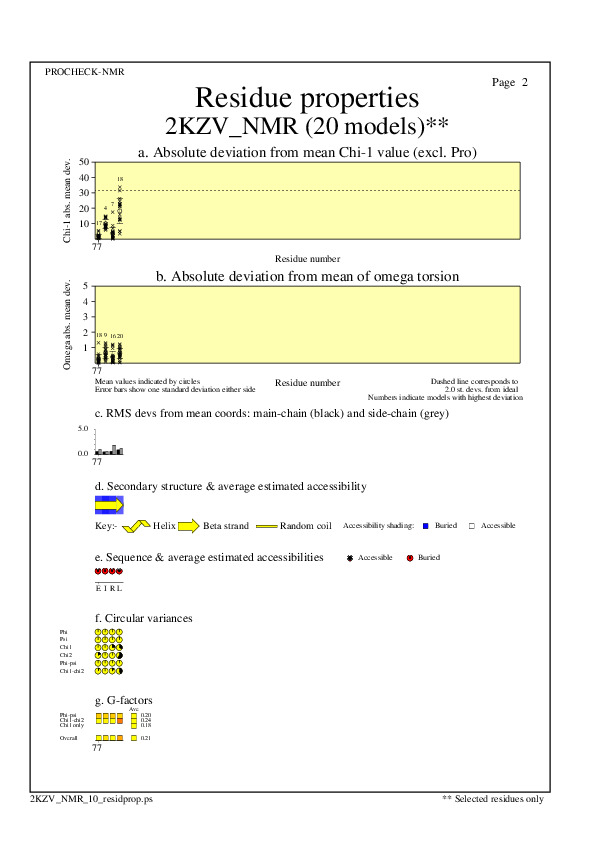 PROCHECK-NMR
Page 2
Residue properties
2KZV_NMR (20 models)**
a. Absolute deviation from mean Chi-1 value (excl. Pro)
Chi-1 abs. mean dev.
50
40
30
20
10
17 4 7 18
77
Residue number
b. Absolute deviation from mean of omega torsion
Omega abs. mean dev.
5
4
3
2
1
18 9 16 20
77
Mean values indicated by circles
Error bars show one standard deviation either side
Residue number
Dashed line corresponds to
2.0 st. devs. from ideal
Numbers indicate models with highest deviation
c. RMS devs from mean coords: main-chain (black) and side-chain (grey)
5.0
0.0
77
d. Secondary structure & average estimated accessibility
Key:- Helix Beta strand Random coil Accessibility shading: Buried Accessible
e. Sequence & average estimated accessibilities Accessible Buried
E I R L
f. Circular variances
Phi
Psi
Chi1
Chi2
Phi-psi
Chi1-chi2
g. G-factors
Ave
Phi-psi 0.20
Chi1-chi2 0.24
Chi1 only 0.18
Overall 0.21
77
2KZV_NMR_10_residprop.ps
** Selected residues only